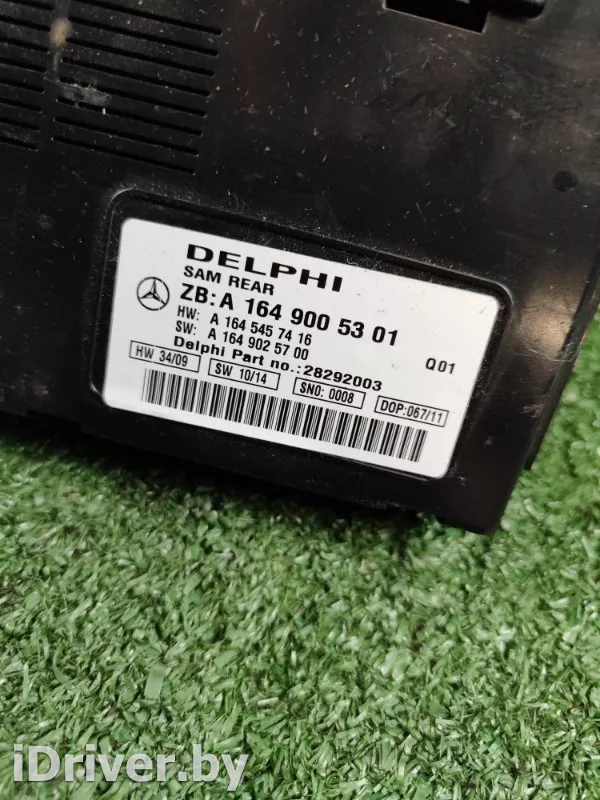 DELPHI
SAM REAR
ZB: A 164 900 53 01
HW: A 164 545 74 16
SW: A 164 902 57 00
Q01
Delphi Part no.:28292003
HW 34/09 SW 10/14 SNO: 0008 DOP:067/11
iDriver.by